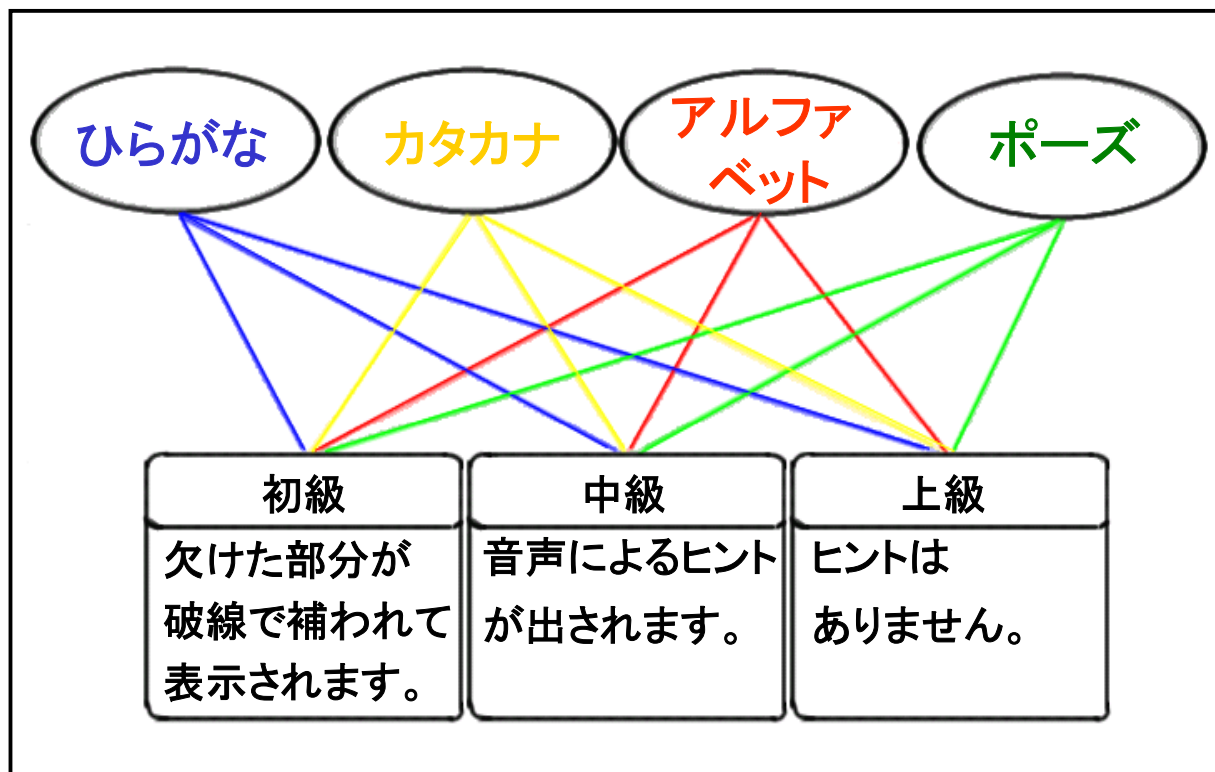 ひらがな
カタカナ
アルファ
ベット
ポーズ
初級
欠けた部分が
破線で補われて
表示されます。
中級
音声によるヒント
が出されます。
上級
ヒントは
ありません。